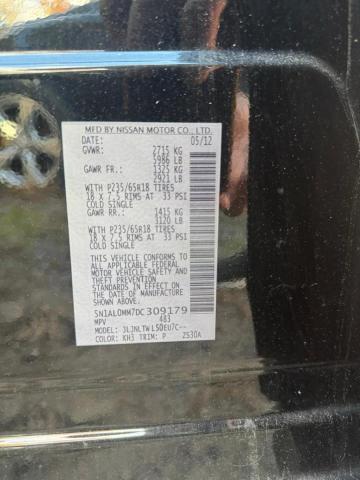 MFD BY NISSAN MOTOR CO., LTD.
DATE: 05/12
GVWR: 2715 KG
5986 LB
GAWR FR.: 1325 KG
2921 LB
WITH P235/65R18 TIRES
18 X 7.5 RIMS AT 33 PSI
COLD SINGLE
GAWR RR.: 1415 KG
3120 LB
WITH P235/65R18 TIRES
18 X 7.5 RIMS AT 33 PSI
COLD SINGLE
THIS VEHICLE CONFORMS TO ALL
APPLICABLE FEDERAL MOTOR
VEHICLE SAFETY AND
THEFT PREVENTION
STANDARDS IN EFFECT ON THE
DATE OF MANUFACTURE
SHOWN ABOVE.
5N1AL0MM7DC309179
MPV 483
MODEL: 3LJNLTWL50EU7C--
COLOR: KH3 TRIM: P 2530A